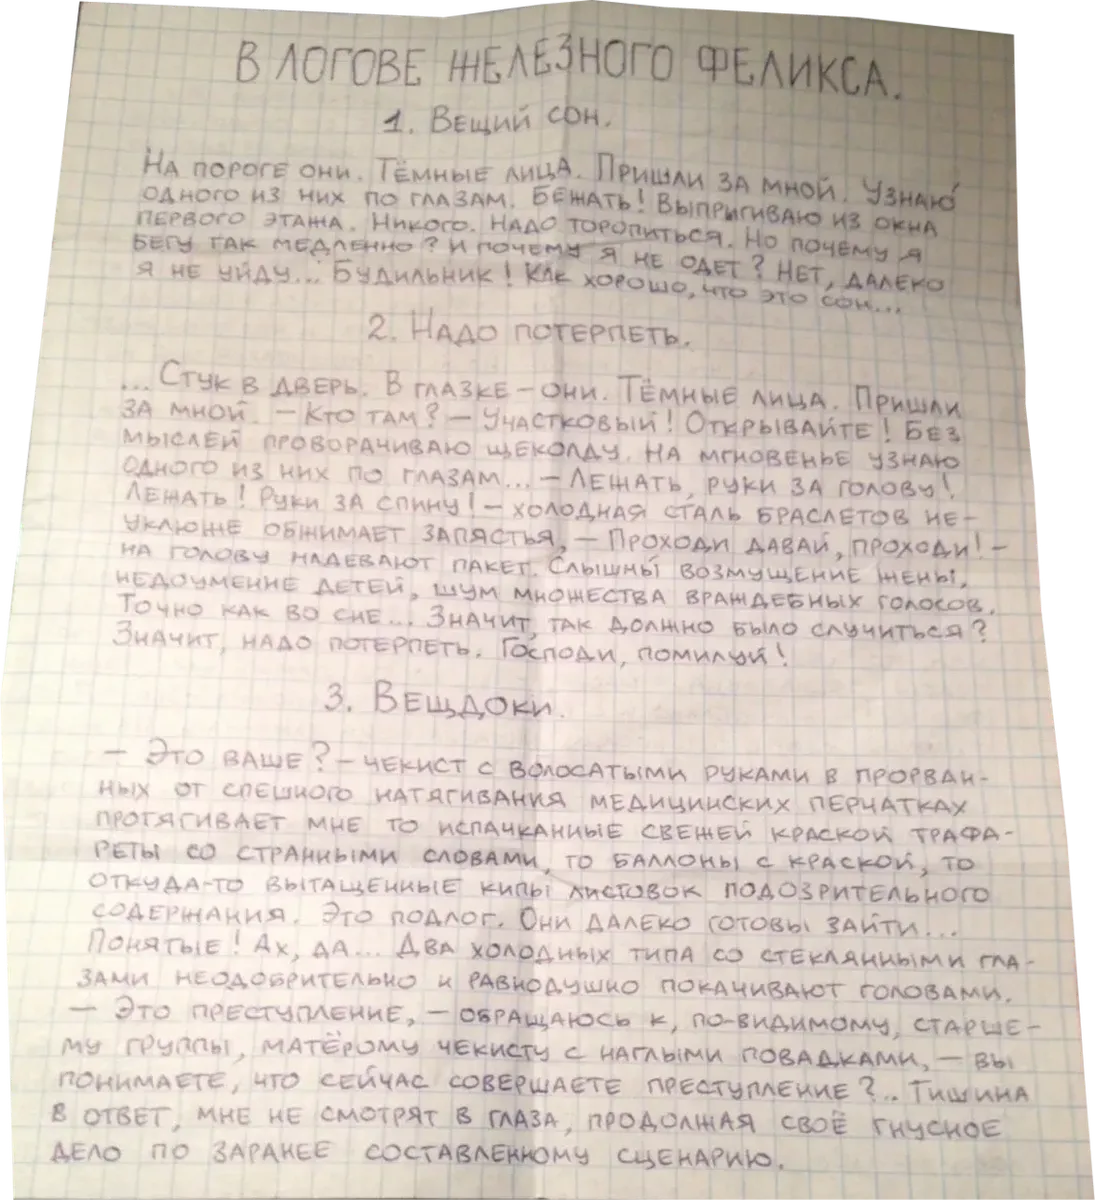 В ЛОГОВЕ ЖЕЛЕЗНОГО ФЕЛИКСА.
1. ВЕЩИЙ СОН.
НА ПОРОГЕ ОНИ. ТЁМНЫЕ ЛИЦА. ПРИШЛИ ЗА МНОЙ. УЗНАЮ
ОДНОГО ИЗ НИХ ПО ГЛАЗАМ. БЕЖАТЬ! ВЫПРЫГИВАЮ ИЗ ОКНА
ПЕРВОГО ЭТАЖА. НИКОГО. НАДО ТОРОПИТЬСЯ. НО ПОЧЕМУ Я
БЕГУ ТАК МЕДЛЕННО? И ПОЧЕМУ Я НЕ ОДЕТ? НЕТ, ДАЛЕКО
Я НЕ УЙДУ... БУДИЛЬНИК! КАК ХОРОШО, ЧТО ЭТО СОН...
2. НАДО ПОТЕРПЕТЬ.
...СТУК В ДВЕРЬ. В ГЛАЗКЕ – ОНИ. ТЁМНЫЕ ЛИЦА. ПРИШЛИ
ЗА МНОЙ. – КТО ТАМ? – УЧАСТКОВЫЙ! ОТКРЫВАЙТЕ! БЕЗ
МЫСЛЕЙ ПРОВОРАЧИВАЮ ЩЕКОЛДУ. НА МГНОВЕНЬЕ УЗНАЮ
ОДНОГО ИЗ НИХ ПО ГЛАЗАМ... – ЛЕЖАТЬ, РУКИ ЗА ГОЛОВУ!
ЛЕЖАТЬ! РУКИ ЗА СПИНУ! – ХОЛОДНАЯ СТАЛЬ БРАСЛЕТОВ НЕ-
УКЛЮЖЕ ОБЖИМАЕТ ЗАПЯСТЬЯ. – ПРОХОДИ ДАВАЙ, ПРОХОДИ! –
НА ГОЛОВУ НАДЕВАЮТ ПАКЕТ. СЛЫШНЫ ВОЗМУЩЕНИЕ ЖЕНЫ,
НЕДОУМЕНИЕ ДЕТЕЙ, ШУМ МНОЖЕСТВА ВРАЖДЕБНЫХ ГОЛОСОВ.
ТОЧНО КАК ВО СНЕ... ЗНАЧИТ, ТАК ДОЛЖНО БЫЛО СЛУЧИТЬСЯ?
ЗНАЧИТ, НАДО ПОТЕРПЕТЬ. ГОСПОДИ, ПОМИЛУЙ!
3. ВЕЩДОКИ.
– ЭТО ВАШЕ? – ЧЕКИСТ С ВОЛОСАТЫМИ РУКАМИ В ПРОРВАН-
НЫХ ОТ СПЕШНОГО НАТЯГИВАНИЯ МЕДИЦИНСКИХ ПЕРЧАТКАХ
ПРОТЯГИВАЕТ МНЕ ТО ИСПАЧКАННЫЕ СВЕЖЕЙ КРАСКОЙ ТРАФА-
РЕТЫ СО СТРАННЫМИ СЛОВАМИ, ТО БАЛЛОНЫ С КРАСКОЙ, ТО
ОТКУДА-ТО ВЫТАЩЕННЫЕ КИПЫ ЛИСТОВОК ПОДОЗРИТЕЛЬНОГО
СОДЕРЖАНИЯ. ЭТО ПОДЛОГ. ОНИ ДАЛЕКО ГОТОВЫ ЗАЙТИ...
ПОНЯТЫЕ! АХ, ДА... ДВА ХОЛОДНЫХ ТИПА СО СТЕКЛЯННЫМИ ГЛА-
ЗАМИ НЕОДОБРИТЕЛЬНО И РАВНОДУШНО ПОКАЧИВАЮТ ГОЛОВАМИ.
– ЭТО ПРЕСТУПЛЕНИЕ, – ОБРАЩАЮСЬ К, ПО-ВИДИМОМУ, СТАРШЕ-
МУ ГРУППЫ, МАТЁРОМУ ЧЕКИСТУ С НАГЛЫМИ ПОВАДКАМИ, – ВЫ
ПОНИМАЕТЕ, ЧТО СЕЙЧАС СОВЕРШАЕТЕ ПРЕСТУПЛЕНИЕ?.. ТИШИНА
В ОТВЕТ, МНЕ НЕ СМОТРЯТ В ГЛАЗА, ПРОДОЛЖАЯ СВОЁ ГНУСНОЕ
ДЕЛО ПО ЗАРАНЕЕ СОСТАВЛЕННОМУ СЦЕНАРИЮ.